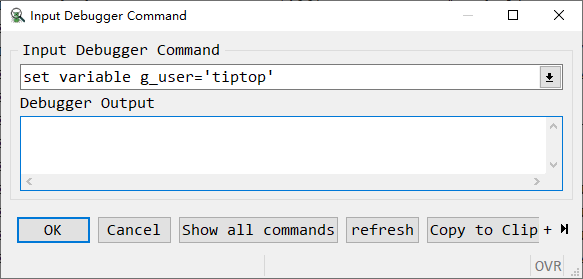 Input Debugger Command
Input Debugger Command
set variable g_user='tiptop'
Debugger Output
OK Cancel Show all commands refresh Copy to Clip +
OVR